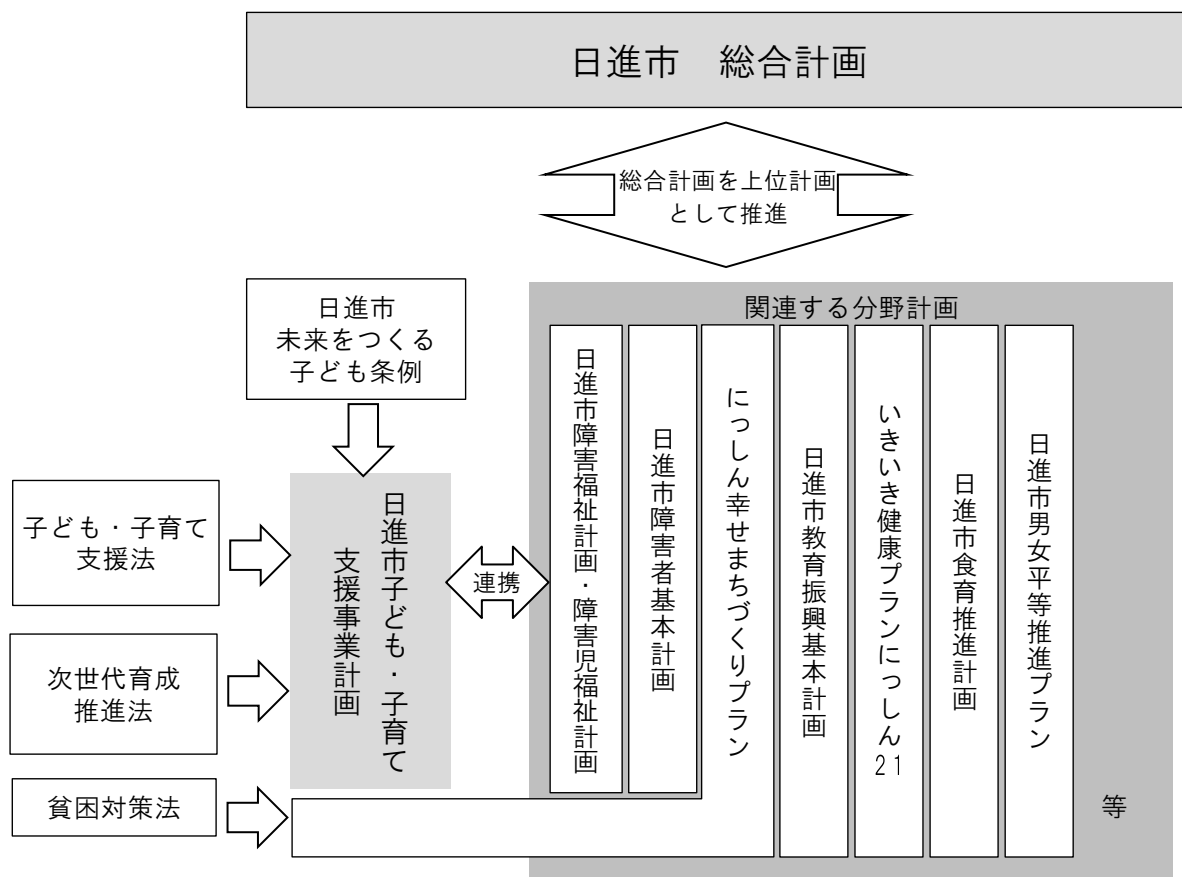 日進市　総合計画
総合計画を上位計画
として推進
日進市
未来をつくる
子ども条例
関連する分野計画
子ども・子育て
支援法
次世代育成
推進法
貧困対策法
日進市子ども・子育て
支援事業計画
連携
日進市障害福祉計画・障害児福祉計画
日進市障害者基本計画
にっしん幸せまちづくりプラン
日進市教育振興基本計画
いきいき健康プランにっしん21
日進市食育推進計画
日進市男女平等推進プラン
等